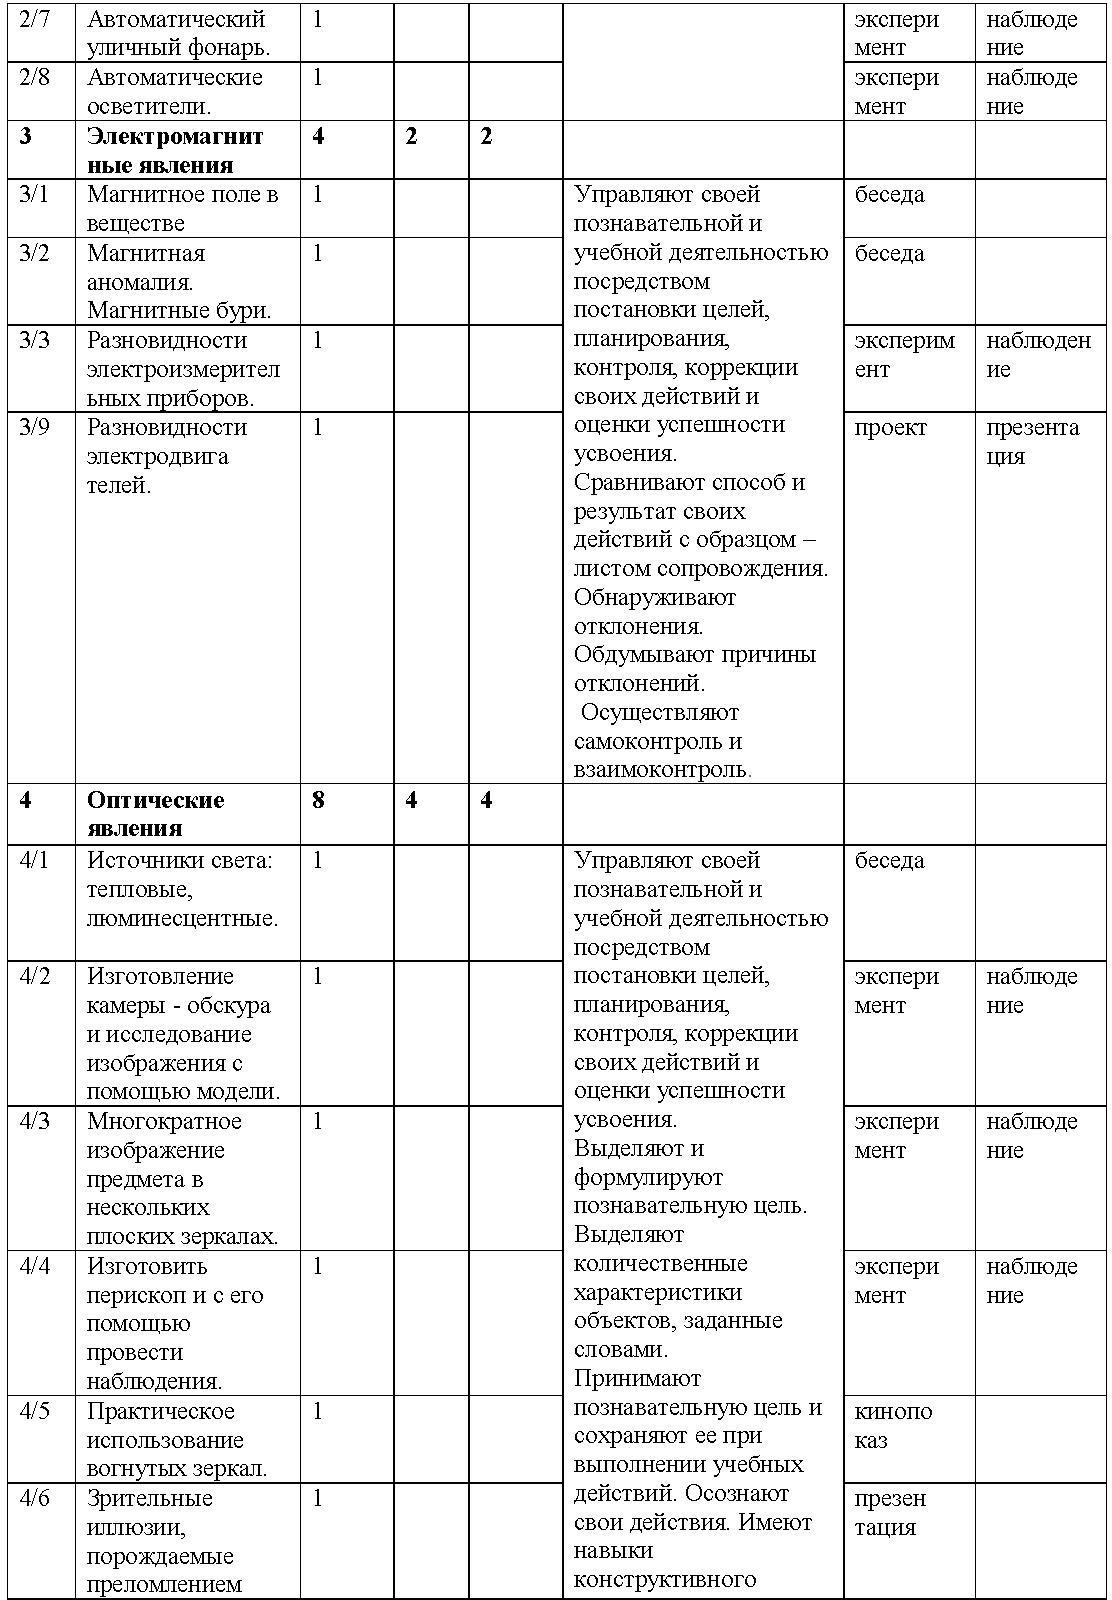 2/7
Автоматический
уличный фонарь.
1
экспери
мент
наблюде
ние
2/8
Автоматические
осветители.
1
экспери
мент
наблюде
ние
3
Электромагнит
ные явления
4
2
2
3/1
Магнитное поле в
веществе
1
Управляют своей
познавательной и
учебной деятельностью
посредством
постановки целей,
планирования,
контроля, коррекции
своих действий и
оценки успешности
усвоения.
Сравнивают способ и
результат своих
действий с образцом –
листом сопровождения.
Обнаруживают
отклонения.
Обдумывают причины
отклонений.
Осуществляют
самоконтроль и
взаимоконтроль.
беседа
3/2
Магнитная
аномалия.
Магнитные бури.
1
беседа
3/3
Разновидности
электроизмерител
ьных приборов.
1
эксперим
ент
наблюден
ие
3/9
Разновидности
электродвига
телей.
1
проект
презента
ция
4
Оптические
явления
8
4
4
4/1
Источники света:
тепловые,
люминесцентные.
1
Управляют своей
познавательной и
учебной деятельностью
посредством
постановки целей,
планирования,
контроля, коррекции
своих действий и
оценки успешности
усвоения.
Выделяют и
формулируют
познавательную цель.
Выделяют
количественные
характеристики
объектов, заданные
словами.
Принимают
познавательную цель и
сохраняют ее при
выполнении учебных
действий. Осознают
свои действия. Имеют
навыки
конструктивного
беседа
4/2
Изготовление
камеры - обскура
и исследование
изображения с
помощью модели.
1
экспери
мент
наблюде
ние
4/3
Многократное
изображение
предмета в
нескольких
плоских зеркалах.
1
экспери
мент
наблюде
ние
4/4
Изготовить
перископ и с его
помощью
провести
наблюдения.
1
экспери
мент
наблюде
ние
4/5
Практическое
использование
вогнутых зеркал.
1
кинопо
каз
4/6
Зрительные
иллюзии,
порождаемые
преломлением
1
презен
тация